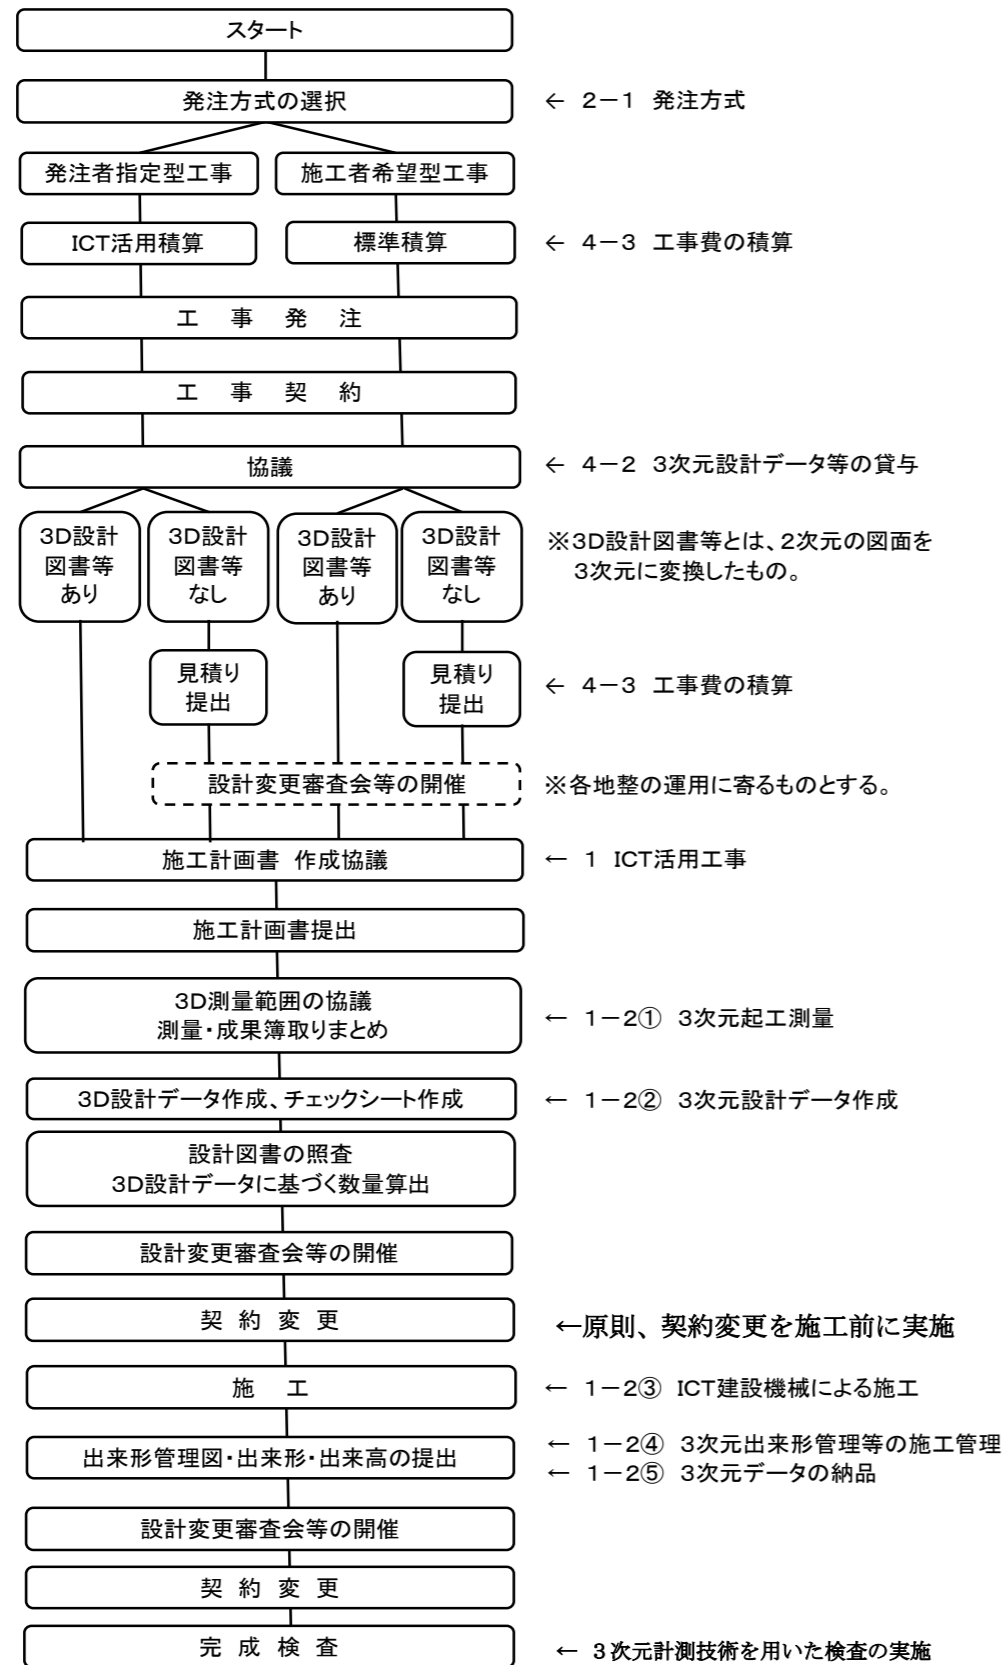 スタート
発注方式の選択
← 2－1 発注方式
発注者指定型工事
施工者希望型工事
ICT活用積算
標準積算
← 4－3 工事費の積算
工 事 発 注
工 事 契 約
協議
← 4－2 3次元設計データ等の貸与
3D設計
図書等
あり
3D設計
図書等
なし
3D設計
図書等
あり
3D設計
図書等
なし
※3D設計図書等とは、2次元の図面を
3次元に変換したもの。
見積り
提出
見積り
提出
← 4－3 工事費の積算
設計変更審査会等の開催
※各地整の運用に寄るものとする。
施工計画書 作成協議
← 1 ICT活用工事
施工計画書提出
3D測量範囲の協議
測量・成果簿取りまとめ
← 1－2① 3次元起工測量
3D設計データ作成、チェックシート作成
← 1－2② 3次元設計データ作成
設計図書の照査
3D設計データに基づく数量算出
設計変更審査会等の開催
契 約 変 更
←原則、契約変更を施工前に実施
施 工
← 1－2③ ICT建設機械による施工
出来形管理図・出来形・出来高の提出
← 1－2④ 3次元出来形管理等の施工管理
← 1－2⑤ 3次元データの納品
設計変更審査会等の開催
契 約 変 更
完 成 検 査
← 3次元計測技術を用いた検査の実施